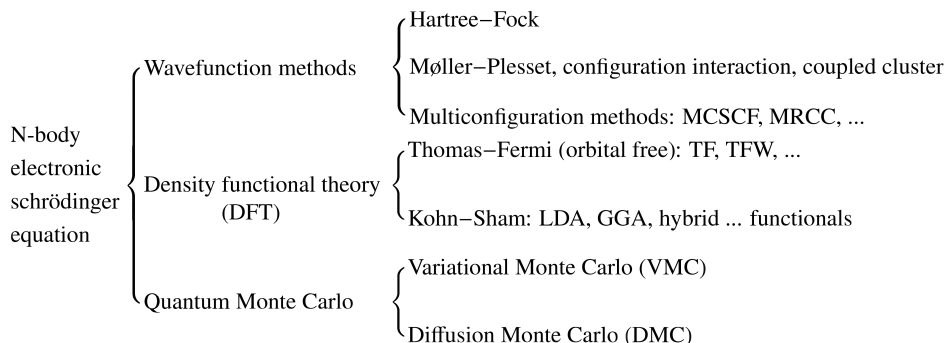 N-body
electronic
schrödinger
equation
Wavefunction methods
Hartree−Fock
Møller−Plesset, configuration interaction, coupled cluster
Multiconfiguration methods: MCSCF, MRCC, ...
Density functional theory
(DFT)
Thomas−Fermi (orbital free): TF, TFW, ...
Kohn−Sham: LDA, GGA, hybrid ... functionals
Quantum Monte Carlo
Variational Monte Carlo (VMC)
Diffusion Monte Carlo (DMC)